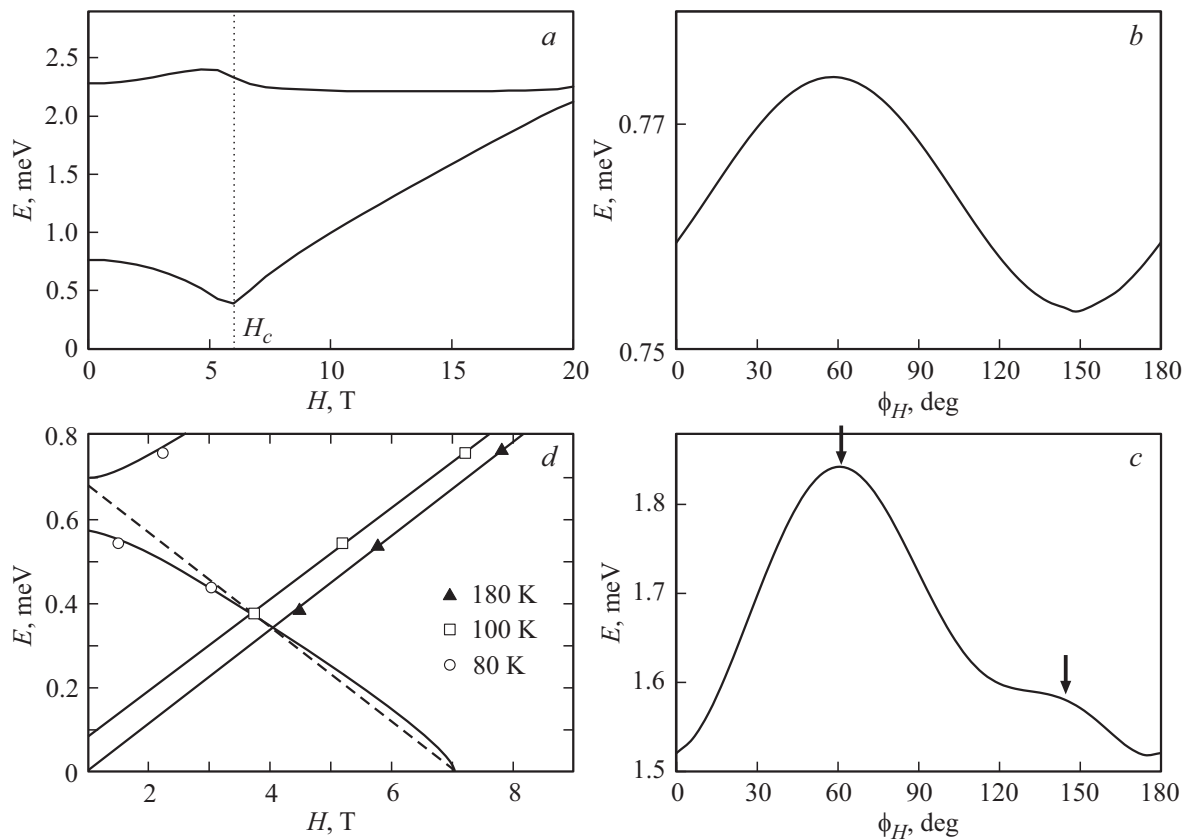 a
2.5
2.0
1.5
1.0
0.5
0
E, meV
H_c
0 5 10 15 20
H, T
b
0.77
0.75
E, meV
0 30 60 90 120 150 180
ϕ_H, deg
d
0.8
0.6
0.4
0.2
0
E, meV
180 K
100 K
80 K
2 4 6 8
H, T
c
1.8
1.7
1.6
1.5
E, meV
0 30 60 90 120 150 180
ϕ_H, deg